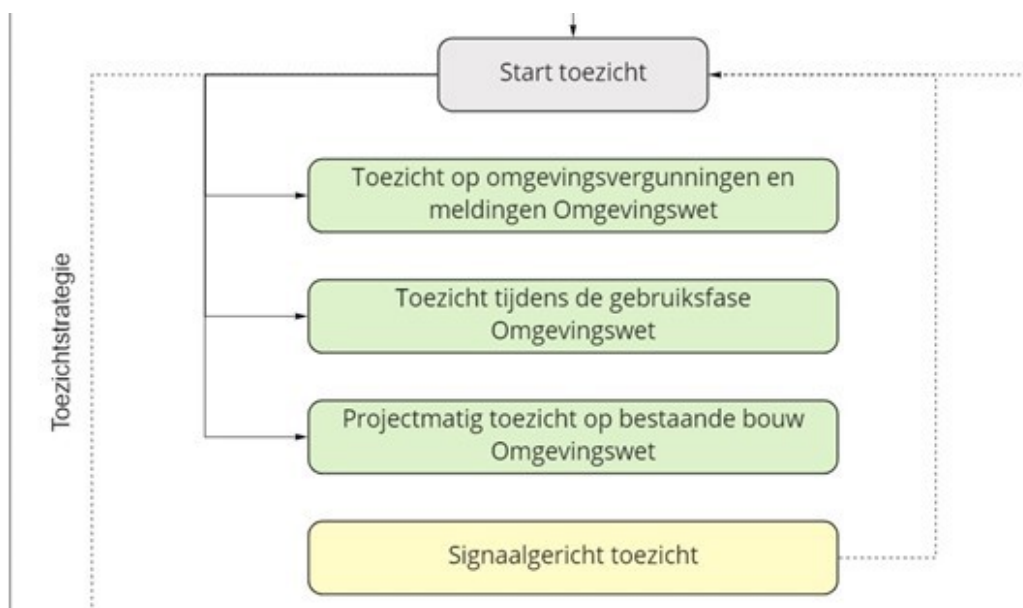 Start toezicht
Toezicht op omgevingsvergunningen en
meldingen Omgevingswet
Toezicht tijdens de gebruiksfase
Omgevingswet
Toezichtstrategie
Projectmatig toezicht op bestaande bouw
Omgevingswet
Signaalgericht toezicht